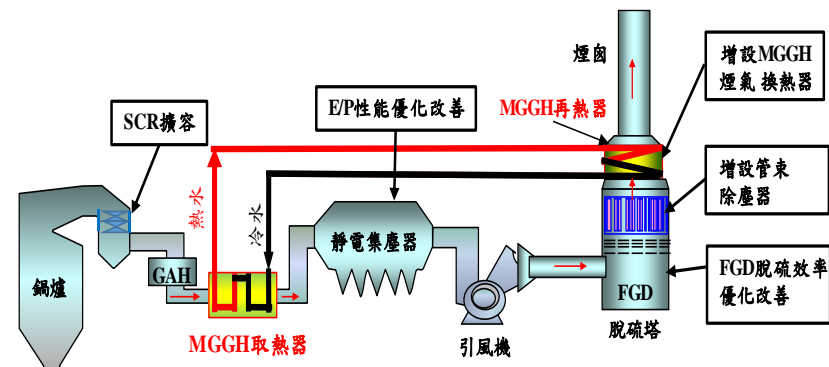 煙囪
增設MGGH
煙氣換熱器
E/P性能優化改善
MGGH再熱器
SCR擴容
增設管束
除塵器
熱水
冷水
靜電集塵器
GAH
鍋爐
FGD
FGD脫硫效率
優化改善
MGGH取熱器
引風機
脫硫塔